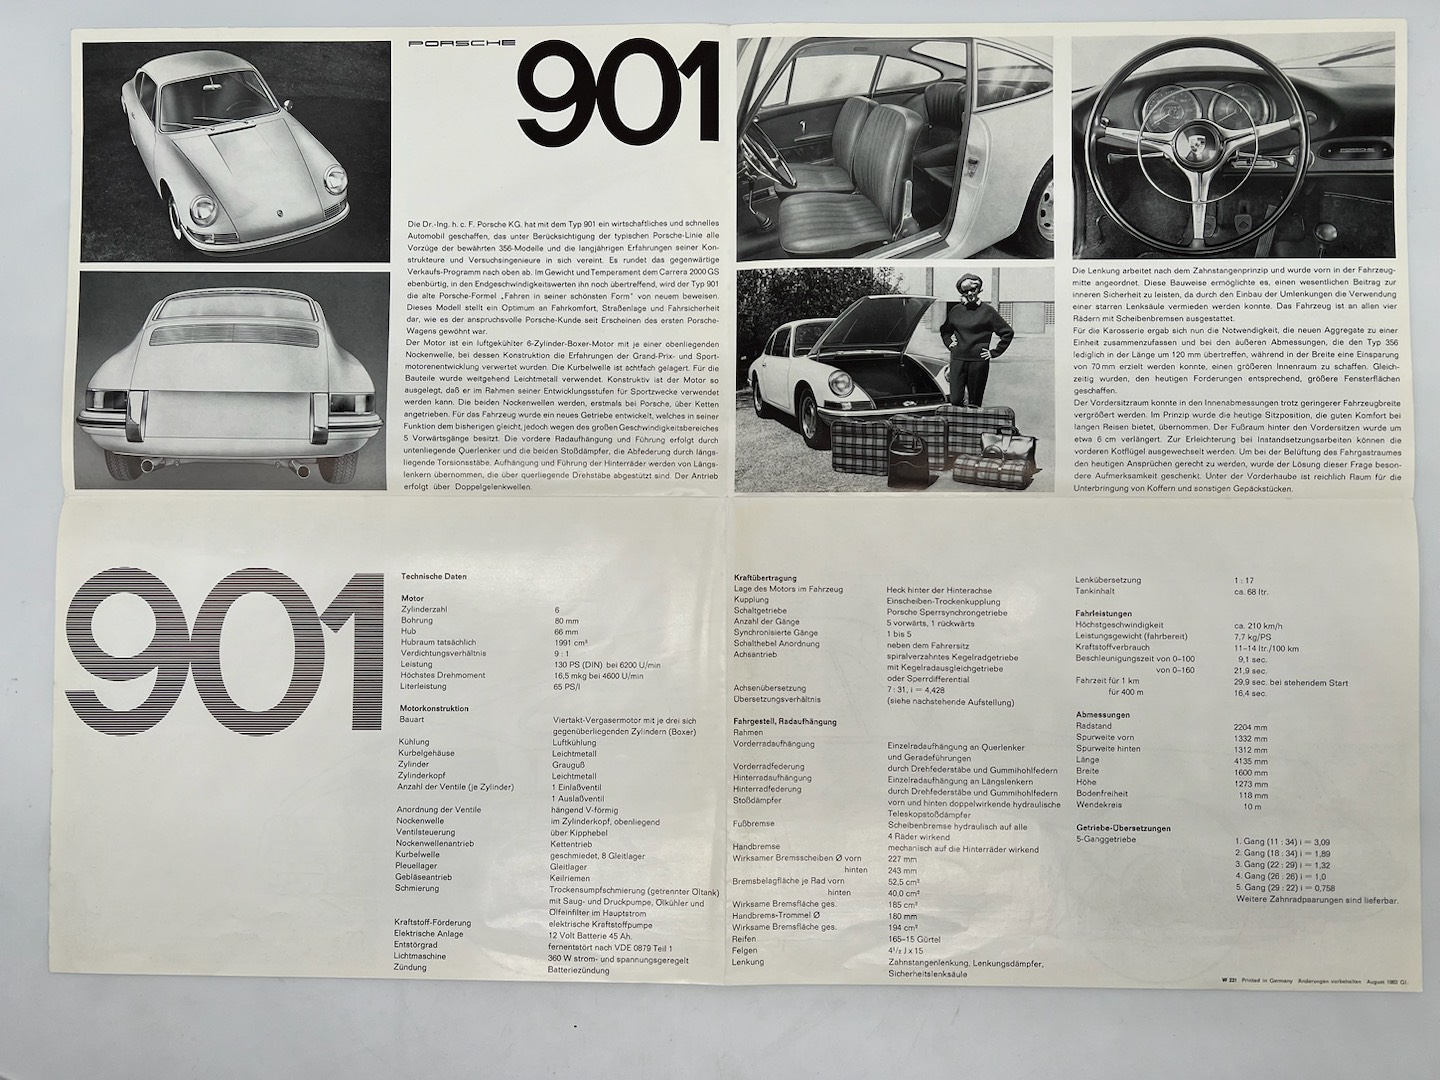 PORSCHE
901
Die Dr.-Ing. h. c. F. Porsche KG. hat mit dem Typ 901 ein wirtschaftliches und schnelles
Automobil geschaffen, das unter Berücksichtigung der typischen Porsche-Linie alle
Vorzüge der bewährten 356-Modelle und die langjährigen Erfahrungen seiner Kon-
strukteure und Versuchsingenieure in sich vereint. Es rundet das gegenwärtige
Verkaufs-Programm nach oben ab. Im Gewicht und Temperament dem Carrera 2000 GS
ebenbürtig, in den Endgeschwindigkeitswerten ihn noch übertreffend, wird der Typ 901
die alte Porsche-Formel „Fahren in seiner schönsten Form" von neuem beweisen.
Dieses Modell stellt ein Optimum an Fahrkomfort, Straßenlage und Fahrsicherheit
dar, wie es der anspruchsvolle Porsche-Kunde seit Erscheinen des ersten Porsche-
Wagens gewöhnt war.
Der Motor ist ein luftgekühlter 6-Zylinder-Boxer-Motor mit je einer obenliegenden
Nockenwelle, bei dessen Konstruktion die Erfahrungen der Grand-Prix- und Sport-
motorenentwicklung verwertet wurden. Die Kurbelwelle ist achtfach gelagert. Für die
Bauteile wurde weitgehend Leichtmetall verwendet. Konstruktiv ist der Motor so
ausgelegt, daß er im Rahmen seiner Entwicklungsstufen für Sportzwecke verwendet
werden kann. Die beiden Nockenwellen werden, erstmals bei Porsche, über Ketten
angetrieben. Für das Fahrzeug wurde ein neues Getriebe entwickelt, welches in seiner
Funktion dem bisherigen gleicht, jedoch wegen des großen Geschwindigkeitsbereiches
5 Vorwärtsgänge besitzt. Die vordere Radaufhängung und Führung erfolgt durch
untenliegende Querlenker und die beiden Stoßdämpfer, die Abfederung durch längs-
liegende Torsionsstäbe. Aufhängung und Führung der Hinterräder werden von Längs-
lenkern übernommen, die über querliegende Drehstäbe abgestützt sind. Der Antrieb
erfolgt über Doppelgelenkwellen.
PORSCHE
Die Lenkung arbeitet nach dem Zahnstangenprinzip und wurde vorn in der Fahrzeug-
mitte angeordnet. Diese Bauweise ermöglichte es, einen wesentlichen Beitrag zur
inneren Sicherheit zu leisten, da durch den Einbau der Umlenkungen die Verwendung
einer starren Lenksäule vermieden werden konnte. Das Fahrzeug ist an allen vier
Rädern mit Scheibenbremsen ausgestattet.
Für die Karosserie ergab sich nun die Notwendigkeit, die neuen Aggregate zu einer
Einheit zusammenzufassen und bei den äußeren Abmessungen, die den Typ 356
lediglich in der Länge um 120 mm übertreffen, während in der Breite eine Einsparung
von 70 mm erzielt werden konnte, einen größeren Innenraum zu schaffen. Gleich-
zeitig wurden, den heutigen Forderungen entsprechend, größere Fensterflächen
geschaffen.
Der Vordersitzraum konnte in den Innenabmessungen trotz geringerer Fahrzeugbreite
vergrößert werden. Im Prinzip wurde die heutige Sitzposition, die guten Komfort bei
langen Reisen bietet, übernommen. Der Fußraum hinter den Vordersitzen wurde um
etwa 6 cm verlängert. Zur Erleichterung bei Instandsetzungsarbeiten können die
vorderen Kotflügel ausgewechselt werden. Um bei der Belüftung des Fahrgastraumes
den heutigen Ansprüchen gerecht zu werden, wurde der Lösung dieser Frage beson-
dere Aufmerksamkeit geschenkt. Unter der Vorderhaube ist reichlich Raum für die
Unterbringung von Koffern und sonstigen Gepäckstücken.
901
Technische Daten
Motor
Zylinderzahl 6
Bohrung 80 mm
Hub 66 mm
Hubraum tatsächlich 1991 cm³
Verdichtungsverhältnis 9 : 1
Leistung 130 PS (DIN) bei 6200 U/min
Höchstes Drehmoment 16,5 mkg bei 4600 U/min
Literleistung 65 PS/l
Motorkonstruktion
Bauart Viertakt-Vergasermotor mit je drei sich
gegenüberliegenden Zylindern (Boxer)
Kühlung Luftkühlung
Kurbelgehäuse Leichtmetall
Zylinder Grauguß
Zylinderkopf Leichtmetall
Anzahl der Ventile (je Zylinder) 1 Einlaßventil
1 Auslaßventil
Anordnung der Ventile hängend V-förmig
Nockenwelle im Zylinderkopf, obenliegend
Ventilsteuerung über Kipphebel
Nockenwellenantrieb Kettentrieb
Kurbelwelle geschmiedet, 8 Gleitlager
Pleuellager Gleitlager
Gebläseantrieb Keilriemen
Schmierung Trockensumpfschmierung (getrennter Öltank)
mit Saug- und Druckpumpe, Ölkühler und
Ölfeinfilter im Hauptstrom
Kraftstoff-Förderung elektrische Kraftstoffpumpe
Elektrische Anlage 12 Volt Batterie 45 Ah.
Entstörgrad fernentstört nach VDE 0879 Teil 1
Lichtmaschine 360 W strom- und spannungsgeregelt
Zündung Batteriezündung
Kraftübertragung
Lage des Motors im Fahrzeug Heck hinter der Hinterachse
Kupplung Einscheiben-Trockenkupplung
Schaltgetriebe Porsche Sperrsynchrongetriebe
Anzahl der Gänge 5 vorwärts, 1 rückwärts
Synchronisierte Gänge 1 bis 5
Schalthebel Anordnung neben dem Fahrersitz
Achsantrieb spiralverzahntes Kegelradgetriebe
mit Kegelradausgleichgetriebe
oder Sperrdifferential
Achsenübersetzung 7 : 31, i = 4,428
Übersetzungsverhältnis (siehe nachstehende Aufstellung)
Fahrgestell, Radaufhängung
Rahmen
Vorderradaufhängung Einzelradaufhängung an Querlenker
und Geradeführungen
Vorderradfederung durch Drehfederstäbe und Gummihohlfedern
Hinterradaufhängung Einzelradaufhängung an Längslenkern
Hinterradfederung durch Drehfederstäbe und Gummihohlfedern
Stoßdämpfer vorn und hinten doppelwirkende hydraulische
Teleskopstoßdämpfer
Fußbremse Scheibenbremse hydraulisch auf alle
4 Räder wirkend
Handbremse mechanisch auf die Hinterräder wirkend
Wirksamer Bremsscheiben Ø vorn 227 mm
hinten 243 mm
Bremsbelagfläche je Rad vorn 52,5 cm²
hinten 40,0 cm²
Wirksame Bremsfläche ges. 185 cm²
Handbrems-Trommel Ø 180 mm
Wirksame Bremsfläche ges. 194 cm²
Reifen 165–15 Gürtel
Felgen 4½ J x 15
Lenkung Zahnstangenlenkung, Lenkungsdämpfer,
Sicherheitslenksäule
Lenkübersetzung 1 : 17
Tankinhalt ca. 68 ltr.
Fahrleistungen
Höchstgeschwindigkeit ca. 210 km/h
Leistungsgewicht (fahrbereit) 7,7 kg/PS
Kraftstoffverbrauch 11–14 ltr./100 km
Beschleunigungszeit von 0–100 9,1 sec.
von 0–160 21,9 sec.
Fahrzeit für 1 km 29,9 sec. bei stehendem Start
für 400 m 16,4 sec.
Abmessungen
Radstand 2204 mm
Spurweite vorn 1332 mm
Spurweite hinten 1312 mm
Länge 4135 mm
Breite 1600 mm
Höhe 1273 mm
Bodenfreiheit 118 mm
Wendekreis 10 m
Getriebe-Übersetzungen
5-Ganggetriebe 1. Gang (11 : 34) i = 3,09
2. Gang (18 : 34) i = 1,89
3. Gang (22 : 29) i = 1,32
4. Gang (26 : 26) i = 1,0
5. Gang (29 : 22) i = 0,758
Weitere Zahnradpaarungen sind lieferbar.
W 221 Printed in Germany Änderungen vorbehalten August 1963 Gl.